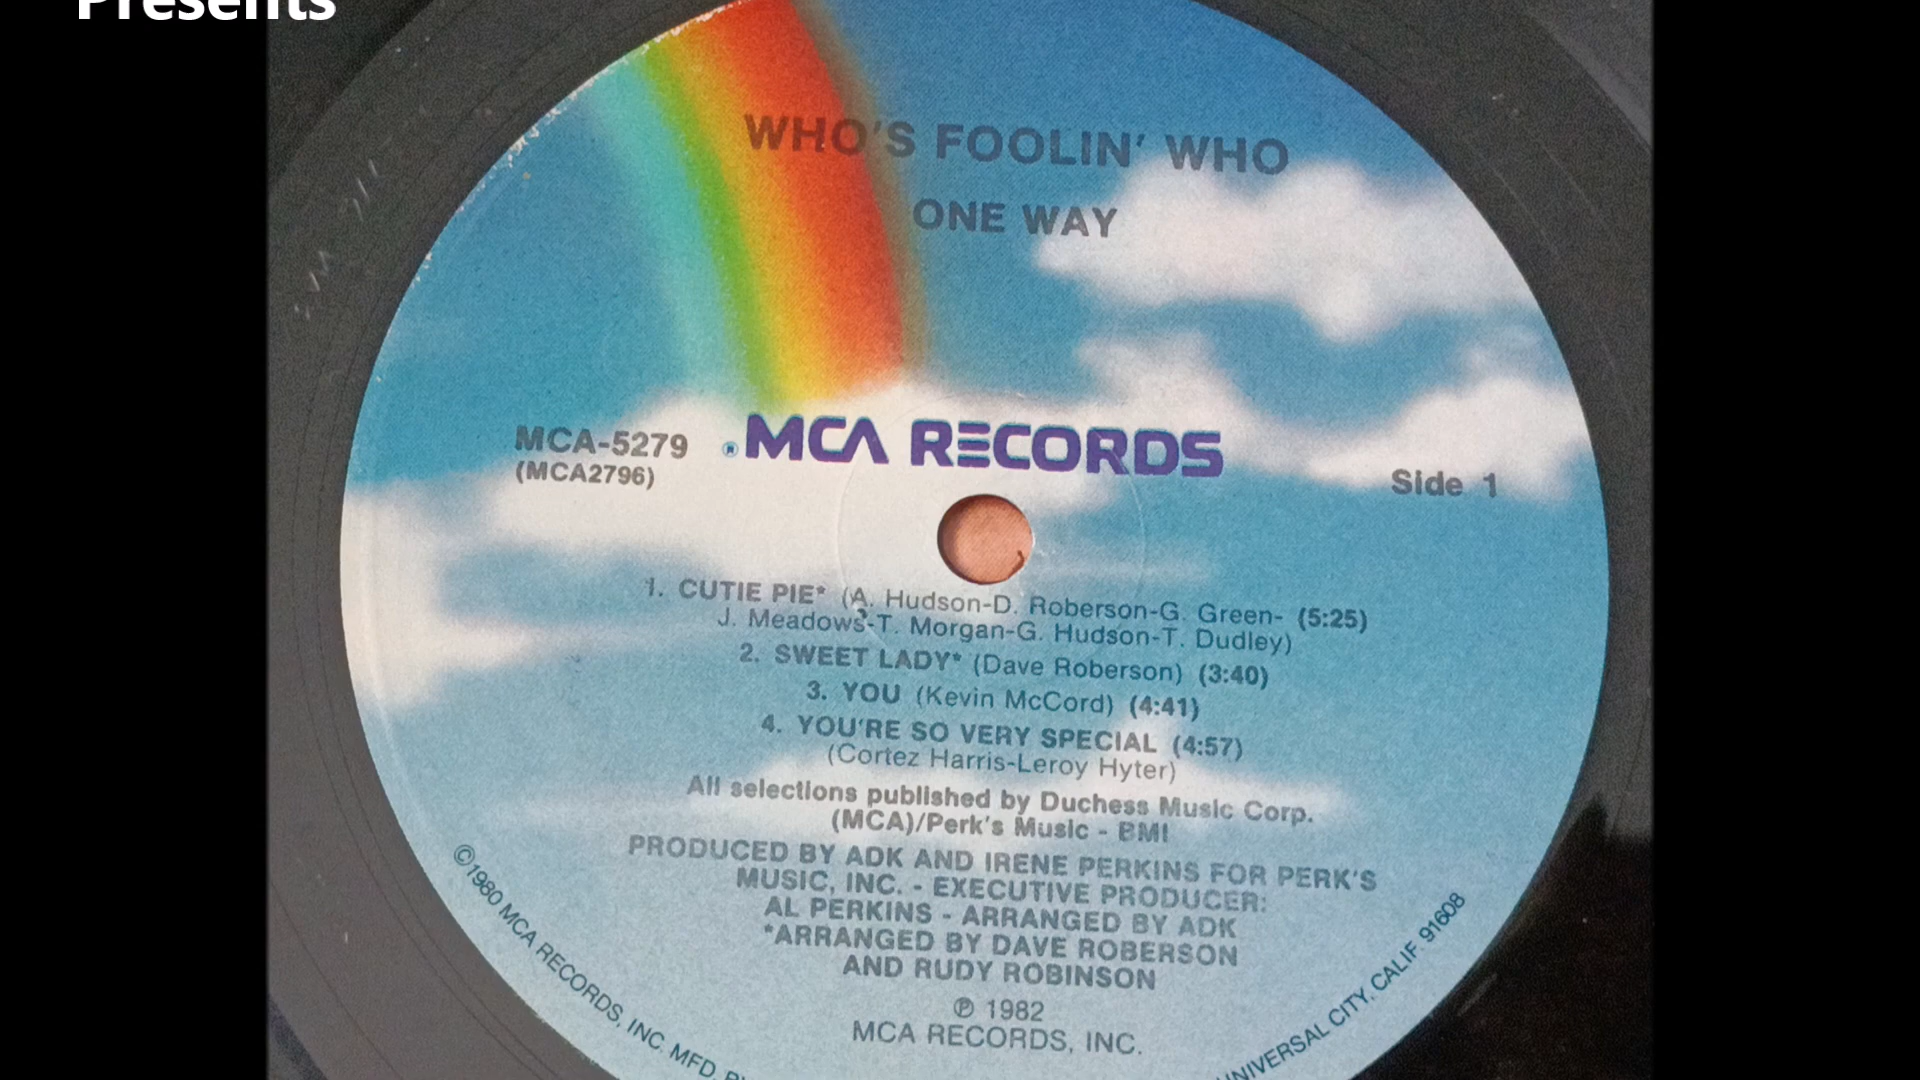 Presents
WHO'S FOOLIN' WHO
ONE WAY
MCA-5279
(MCA2796)
® MCA RECORDS
Side 1
1. CUTIE PIE* (A. Hudson-D. Roberson-G. Green- (5:25)
J. Meadows-T. Morgan-G. Hudson-T. Dudley)
2. SWEET LADY* (Dave Roberson) (3:40)
3. YOU (Kevin McCord) (4:41)
4. YOU'RE SO VERY SPECIAL (4:57)
(Cortez Harris-Leroy Hyter)
All selections published by Duchess Music Corp.
(MCA)/Perk's Music - BMI
PRODUCED BY ADK AND IRENE PERKINS FOR PERK'S
MUSIC, INC. - EXECUTIVE PRODUCER:
AL PERKINS - ARRANGED BY ADK
*ARRANGED BY DAVE ROBERSON
AND RUDY ROBINSON
℗ 1982
MCA RECORDS, INC.
©1980 MCA RECORDS, INC. MFD.
UNIVERSAL CITY, CALIF. 91608